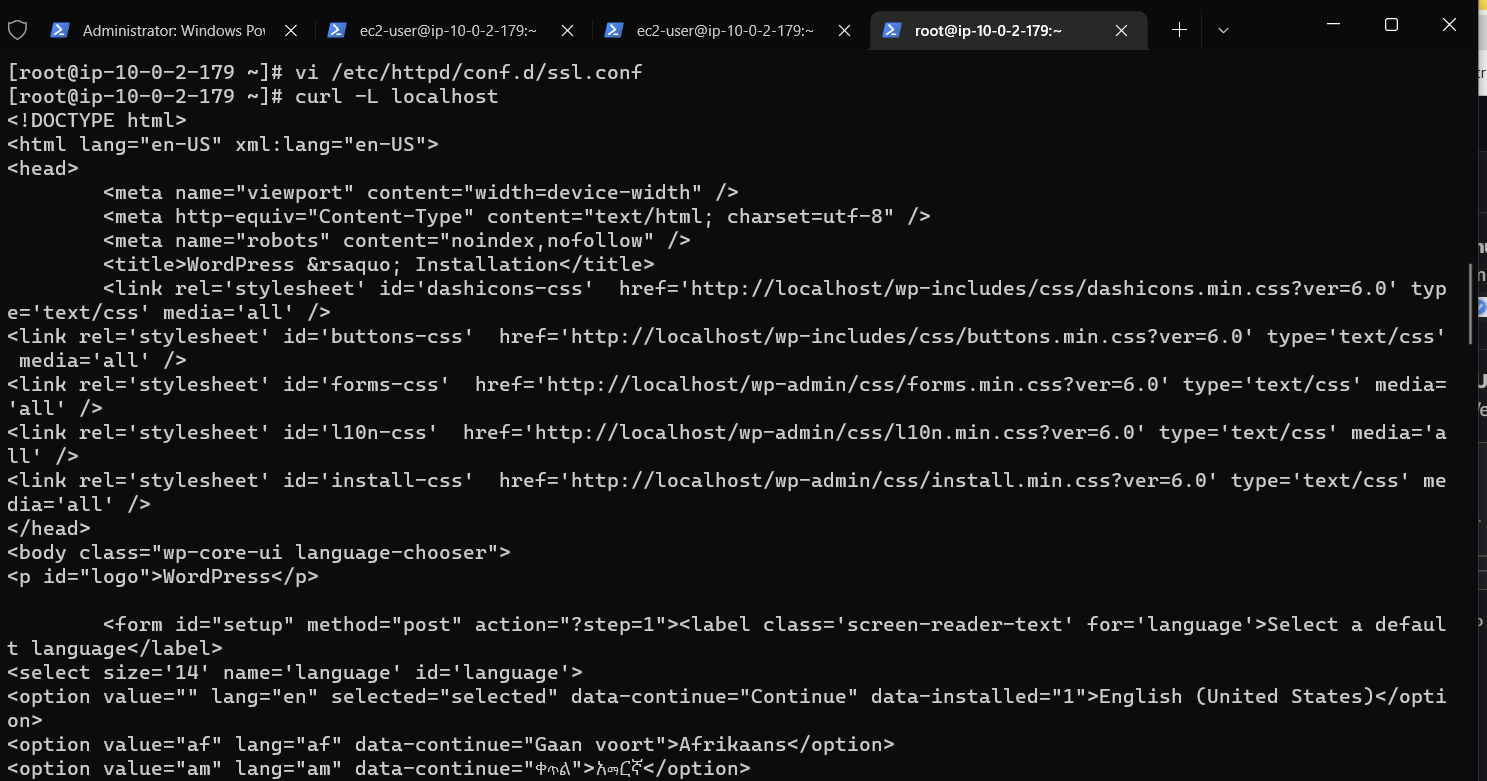 Administrator: Windows Pov
ec2-user@ip-10-0-2-179:~
ec2-user@ip-10-0-2-179:~
root@ip-10-0-2-179:~
[root@ip-10-0-2-179 ~]# vi /etc/httpd/conf.d/ssl.conf
[root@ip-10-0-2-179 ~]# curl -L localhost
<!DOCTYPE html>
<html lang="en-US" xml:lang="en-US">
<head>
        <meta name="viewport" content="width=device-width" />
        <meta http-equiv="Content-Type" content="text/html; charset=utf-8" />
        <meta name="robots" content="noindex,nofollow" />
        <title>WordPress &rsaquo; Installation</title>
        <link rel='stylesheet' id='dashicons-css'  href='http://localhost/wp-includes/css/dashicons.min.css?ver=6.0' typ
e='text/css' media='all' />
<link rel='stylesheet' id='buttons-css'  href='http://localhost/wp-includes/css/buttons.min.css?ver=6.0' type='text/css'
 media='all' />
<link rel='stylesheet' id='forms-css'  href='http://localhost/wp-admin/css/forms.min.css?ver=6.0' type='text/css' media=
'all' />
<link rel='stylesheet' id='l10n-css'  href='http://localhost/wp-admin/css/l10n.min.css?ver=6.0' type='text/css' media='a
ll' />
<link rel='stylesheet' id='install-css'  href='http://localhost/wp-admin/css/install.min.css?ver=6.0' type='text/css' me
dia='all' />
</head>
<body class="wp-core-ui language-chooser">
<p id="logo">WordPress</p>

        <form id="setup" method="post" action="?step=1"><label class='screen-reader-text' for='language'>Select a defaul
t language</label>
<select size='14' name='language' id='language'>
<option value="" lang="en" selected="selected" data-continue="Continue" data-installed="1">English (United States)</opti
on>
<option value="af" lang="af" data-continue="Gaan voort">Afrikaans</option>
<option value="am" lang="am" data-continue="ቀጥል">አማርኛ</option>